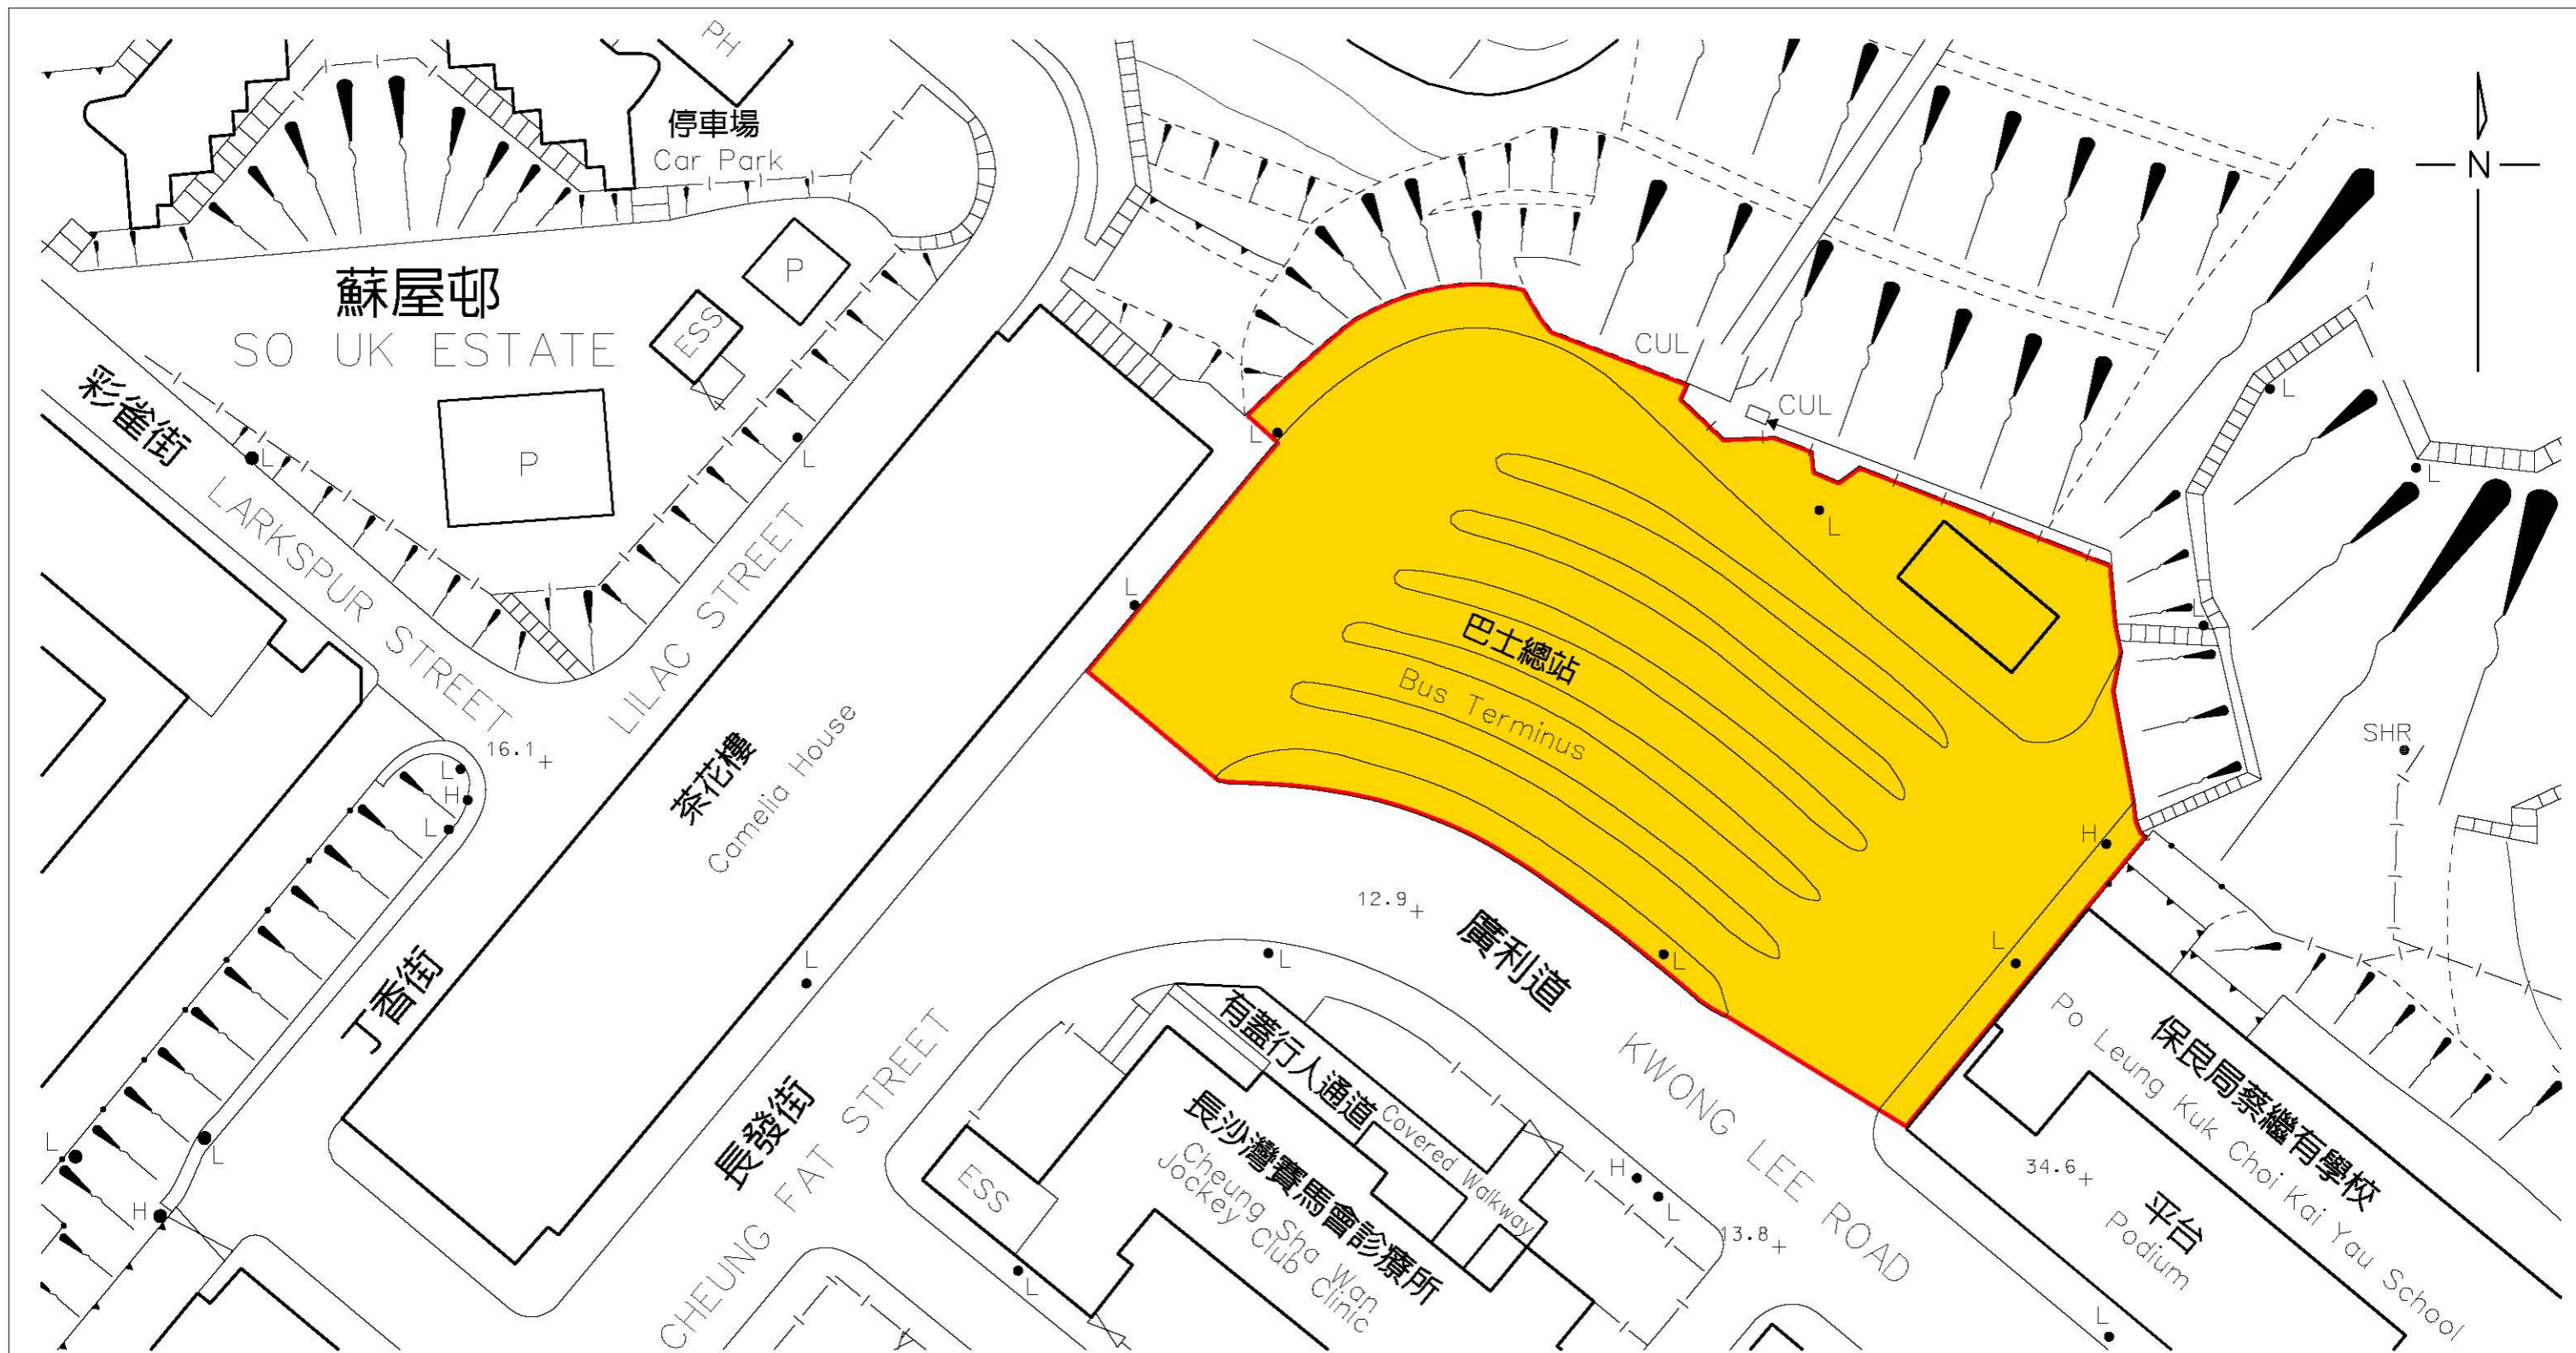 PH
停車場
Car Park
N
蘇屋邨
SO UK ESTATE
P
ESS
P
彩雀街
LARKSPUR STREET
L
L
LILAC STREET
CUL
CUL
L
L
L
L
L
L
巴士總站
Bus Terminus
茶花樓
Camelia House
16.1
L
H
L
SHR
H
12.9
廣利道
KWONG LEE ROAD
L
L
L
L
丁香街
長發街
CHEUNG FAT STREET
有蓋行人通道
Covered Walkway
長沙灣賽馬會診療所
Cheung Sha Wan
Jockey Club Clinic
ESS
L
L
L
H
H
L
13.8
保良局蔡繼有學校
Po Leung Kuk Choi Kai Yau School
34.6
平台
Podium
L